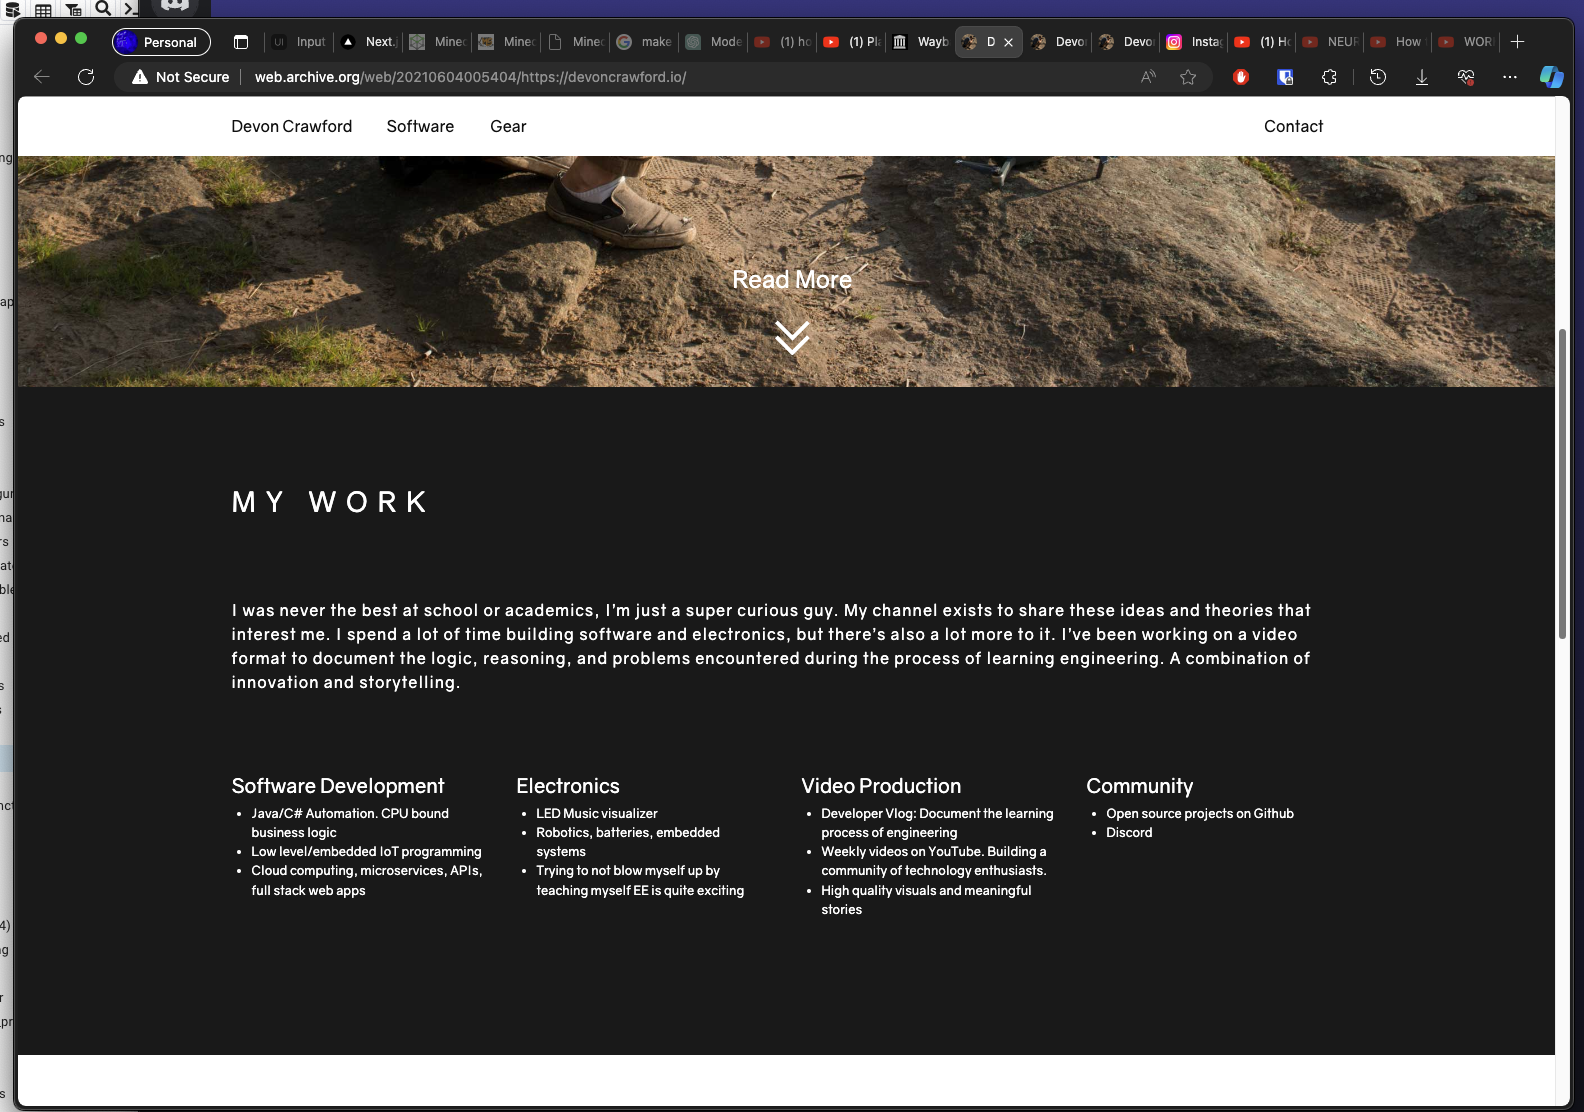 Personal
UI
Input
Next.j
Minec
Minec
Minec
make
Mode
(1) ho
(1) Pl
Wayb
D
Devo
Devo
Insta
(1) Ho
NEUR
How
WOR
Not Secure
web.archive.org/web/20210604005404/https://devoncrawford.io/
Devon Crawford
Software
Gear
Contact
Read More
MY WORK
I was never the best at school or academics, I'm just a super curious guy. My channel exists to share these ideas and theories that
interest me. I spend a lot of time building software and electronics, but there's also a lot more to it. I've been working on a video
format to document the logic, reasoning, and problems encountered during the process of learning engineering. A combination of
innovation and storytelling.
Software Development
• Java/C# Automation. CPU bound
business logic
• Low level/embedded IoT programming
• Cloud computing, microservices, APIs,
full stack web apps
Electronics
• LED Music visualizer
• Robotics, batteries, embedded
systems
• Trying to not blow myself up by
teaching myself EE is quite exciting
Video Production
• Developer Vlog: Document the learning
process of engineering
• Weekly videos on YouTube. Building a
community of technology enthusiasts.
• High quality visuals and meaningful
stories
Community
• Open source projects on Github
• Discord